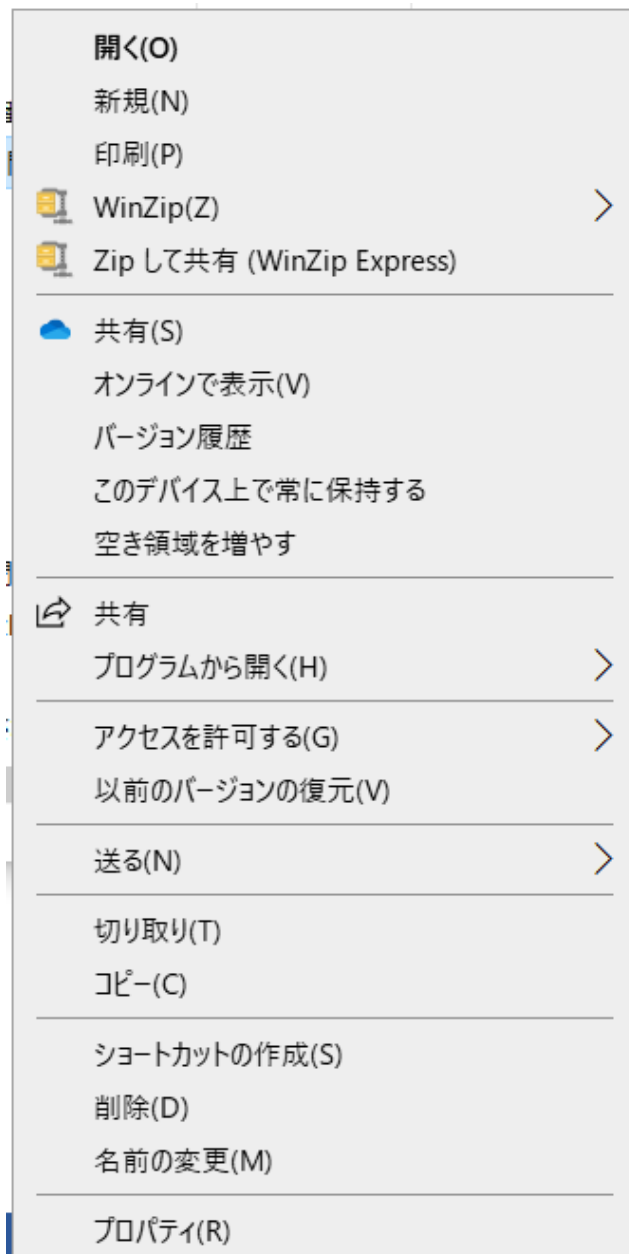 開く(O)
新規(N)
印刷(P)
WinZip(Z)
Zip して共有 (WinZip Express)
共有(S)
オンラインで表示(V)
バージョン履歴
このデバイス上で常に保持する
空き領域を増やす
共有
プログラムから開く(H)
アクセスを許可する(G)
以前のバージョンの復元(V)
送る(N)
切り取り(T)
コピー(C)
ショートカットの作成(S)
削除(D)
名前の変更(M)
プロパティ(R)